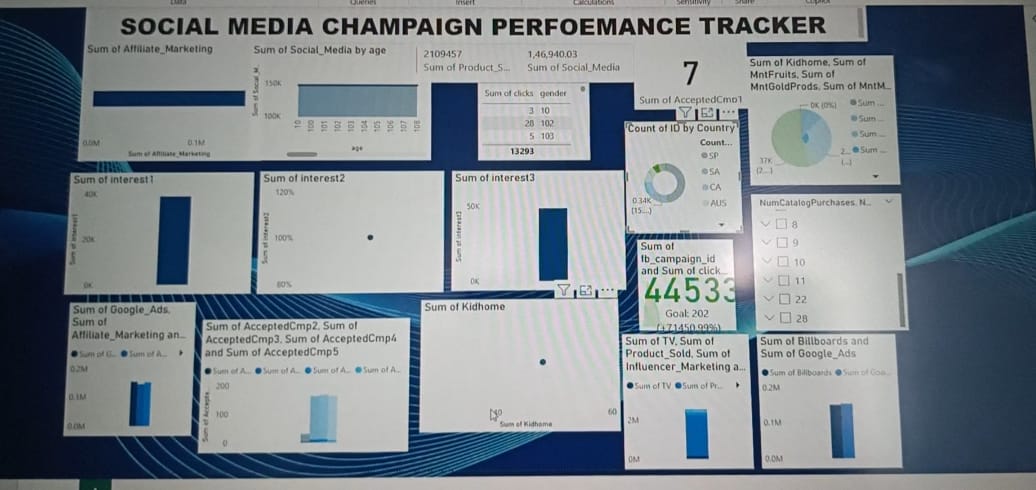 Data
Queries
Insert
Calculations
Sensitivity
Share
Copilot
SOCIAL MEDIA CHAMPAIGN PERFOEMANCE TRACKER
Sum of Affiliate_Marketing
0.0M
0.1M
Sum of Affiliate_Marketing
Sum of Social_Media by age
Sum of Social_M...
150K
100K
10
100
101
102
103
104
105
106
107
108
age
2109457
Sum of Product_S...
1,46,940.03
Sum of Social_Media
Sum of clicks gender
3 10
28 102
5 103
13293
7
Sum of AcceptedCmp1
Sum of Kidhome, Sum of
MntFruits, Sum of
MntGoldProds, Sum of MntM...
0K (0%)
Sum ...
Sum ...
Sum ...
Sum ...
2...
(...)
37K
(2...)
Count of ID by Country
Count...
SP
SA
CA
AUS
0.34K
(15...)
Sum of interest1
Sum of interest1
40K
20K
0K
Sum of interest2
Sum of interest2
120%
100%
80%
Sum of interest3
Sum of interest3
50K
0K
Sum of
fb_campaign_id
and Sum of click...
44533
Goal: 202
(+71450.99%)
NumCatalogPurchases, N...
8
9
10
11
22
28
Sum of Google_Ads,
Sum of
Affiliate_Marketing an...
Sum of G...
Sum of A...
0.2M
0.1M
0.0M
Sum of AcceptedCmp2, Sum of
AcceptedCmp3, Sum of AcceptedCmp4
and Sum of AcceptedCmp5
Sum of A...
Sum of A...
Sum of A...
Sum of A...
Sum of Accepte...
200
100
0
Sum of Kidhome
60
Sum of Kidhome
Sum of TV, Sum of
Product_Sold, Sum of
Influencer_Marketing a...
Sum of TV
Sum of Pr...
2M
0M
Sum of Billboards and
Sum of Google_Ads
Sum of Billboards
Sum of Goo...
0.2M
0.1M
0.0M